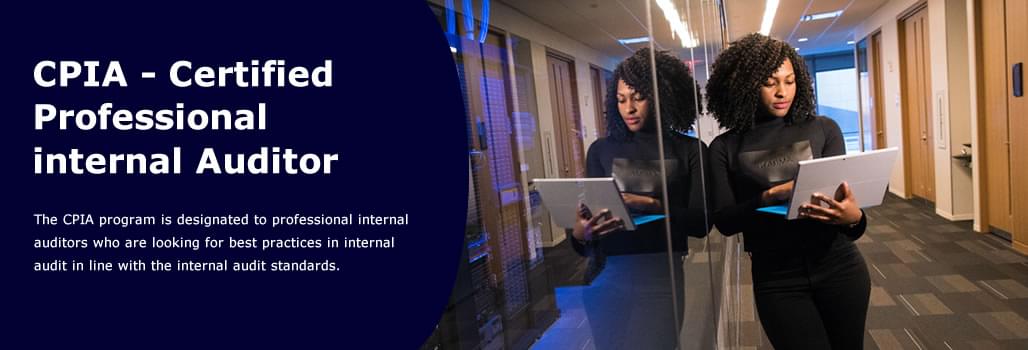 CPIA - Certified
Professional
internal Auditor
The CPIA program is designated to professional internal
auditors who are looking for best practices in internal
audit in line with the internal audit standards.